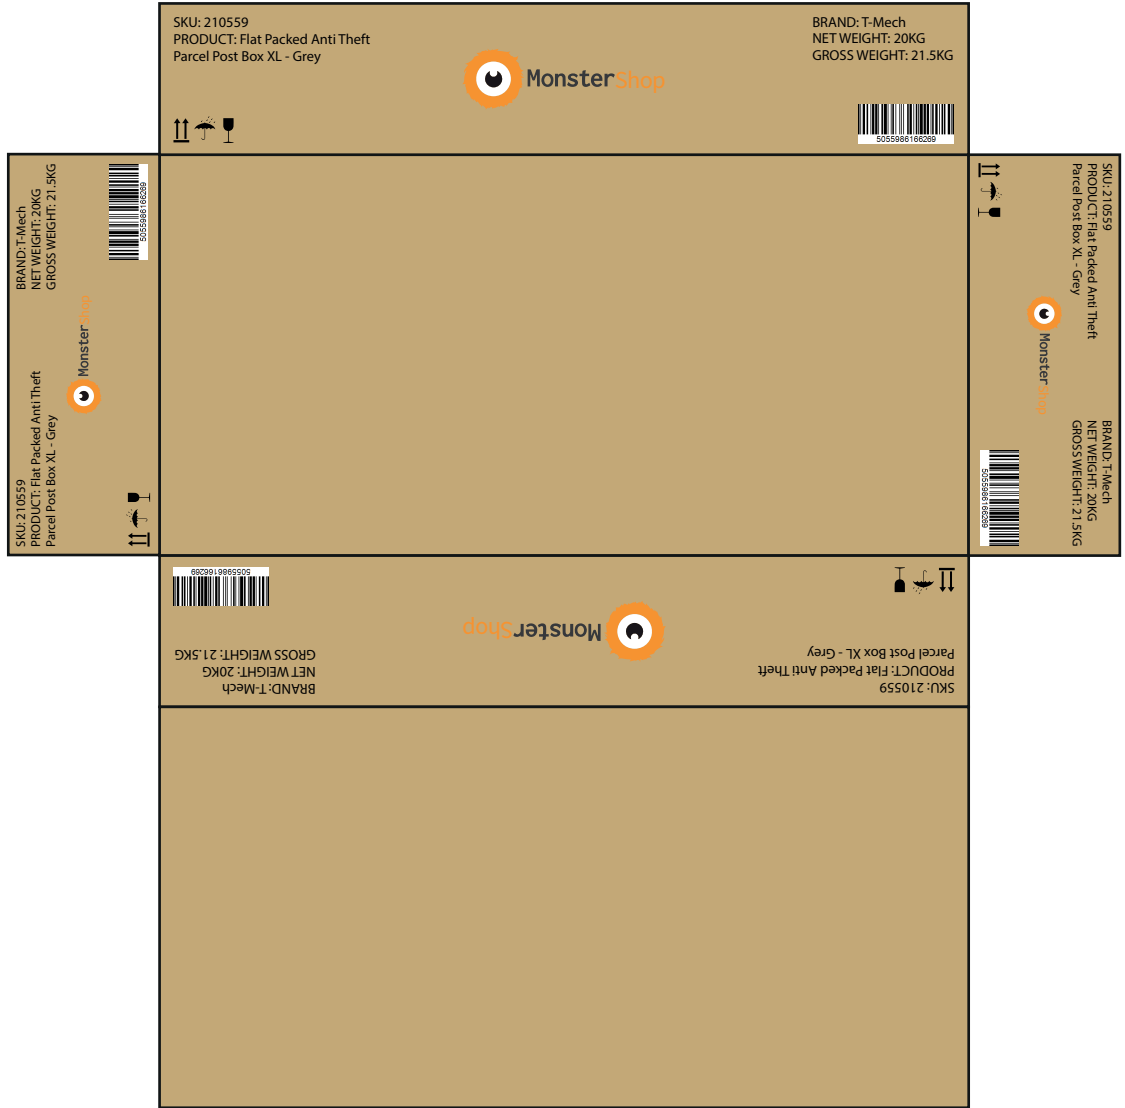 SKU: 210559
PRODUCT: Flat Packed Anti Theft
Parcel Post Box XL - Grey
MonsterShop
BRAND: T-Mech
NET WEIGHT: 20KG
GROSS WEIGHT: 21.5KG
5055986166269
SKU: 210559
PRODUCT: Flat Packed Anti Theft
Parcel Post Box XL - Grey
MonsterShop
BRAND: T-Mech
NET WEIGHT: 20KG
GROSS WEIGHT: 21.5KG
5055986166269
SKU: 210559
PRODUCT: Flat Packed Anti Theft
Parcel Post Box XL - Grey
MonsterShop
BRAND: T-Mech
NET WEIGHT: 20KG
GROSS WEIGHT: 21.5KG
5055986166269
SKU: 210559
PRODUCT: Flat Packed Anti Theft
Parcel Post Box XL - Grey
MonsterShop
BRAND: T-Mech
NET WEIGHT: 20KG
GROSS WEIGHT: 21.5KG
5055986166269